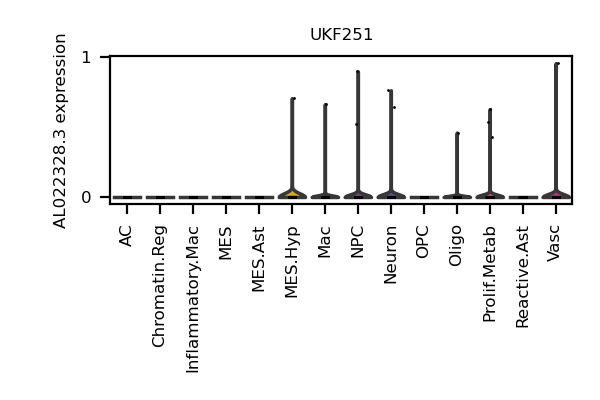 UKF251
AL022328.3 expression
1
0
AC
Chromatin.Reg
Inflammatory.Mac
MES
MES.Ast
MES.Hyp
Mac
NPC
Neuron
OPC
Oligo
Prolif.Metab
Reactive.Ast
Vasc